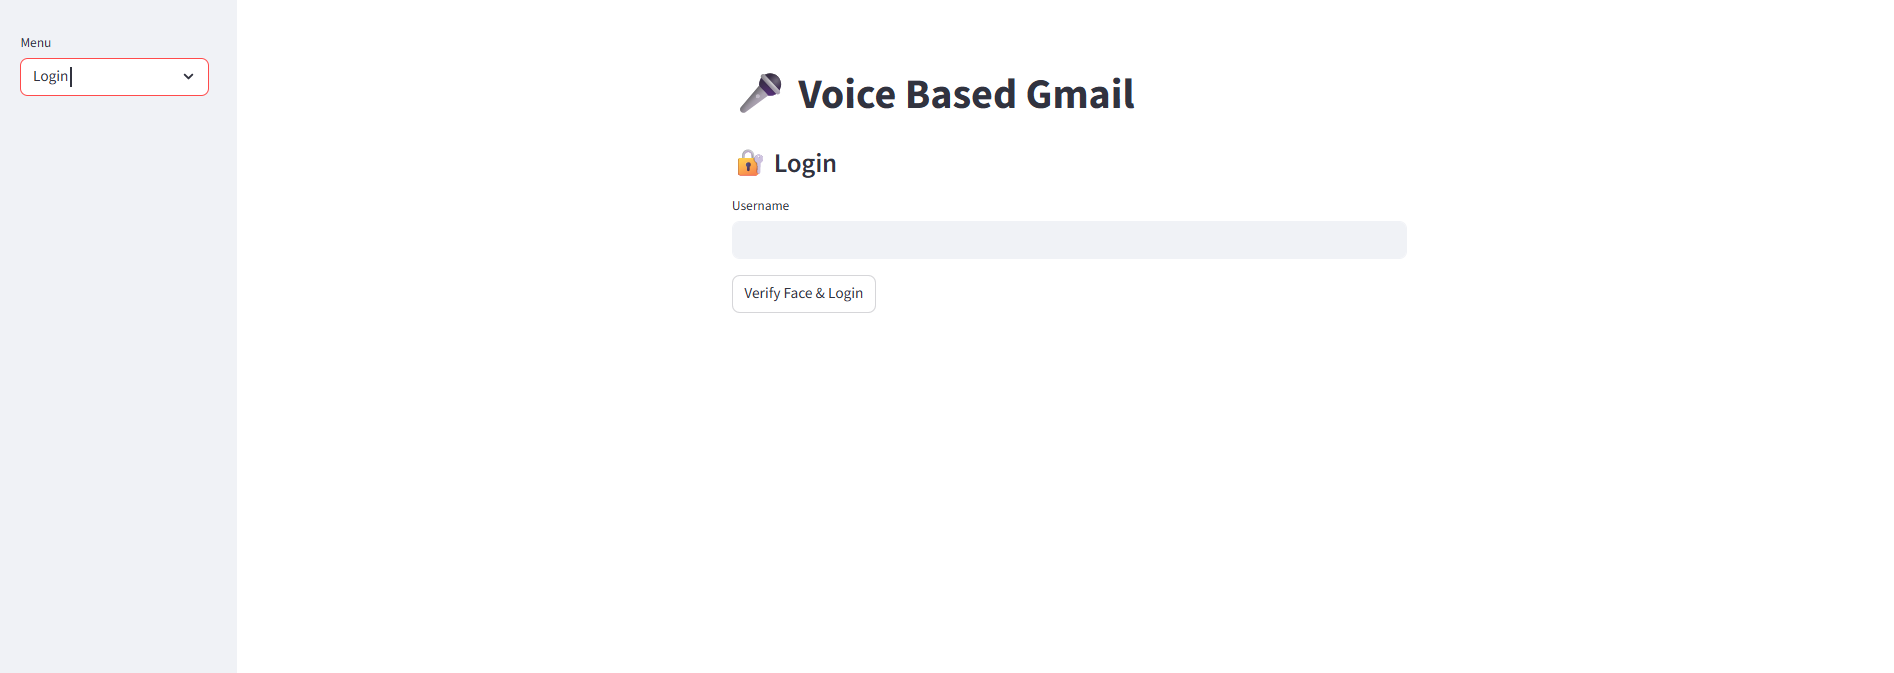 Menu
Login
🎤 Voice Based Gmail
🔐 Login
Username
Verify Face & Login